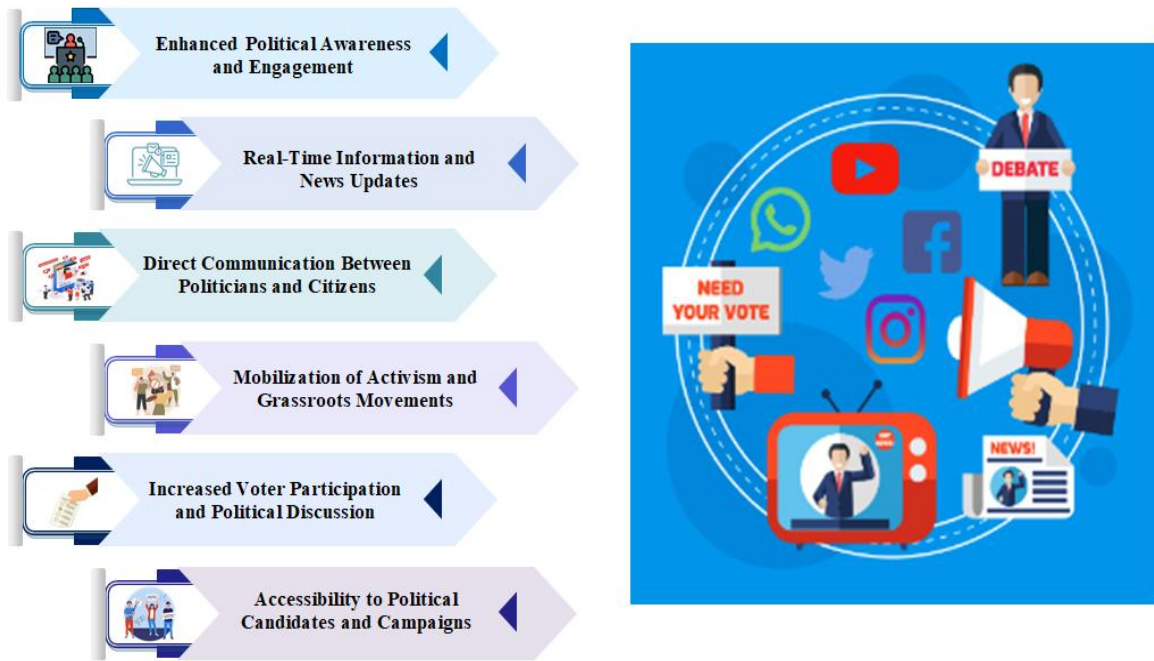 Enhanced Political Awareness
and Engagement
Real-Time Information and
News Updates
Direct Communication Between
Politicians and Citizens
Mobilization of Activism and
Grassroots Movements
Increased Voter Participation
and Political Discussion
Accessibility to Political
Candidates and Campaigns
DEBATE
NEED
YOUR VOTE
NEWS!